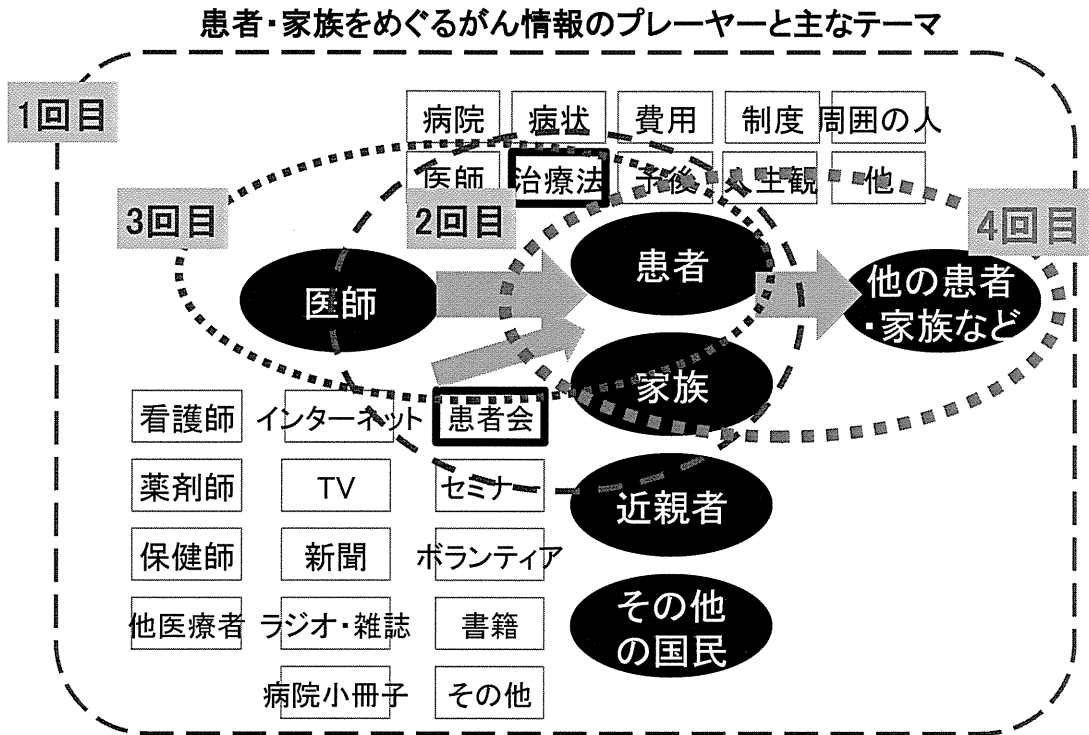 患者・家族をめぐるがん情報のプレーヤーと主なテーマ
1回目
病院
病状
費用
制度
周囲の人
医師
治療法
予後
人生観
他
3回目
2回目
4回目
医師
患者
他の患者
・家族など
家族
看護師
インターネット
患者会
薬剤師
TV
セミナー
近親者
保健師
新聞
ボランティア
他医療者
ラジオ・雑誌
書籍
その他
の国民
病院小冊子
その他